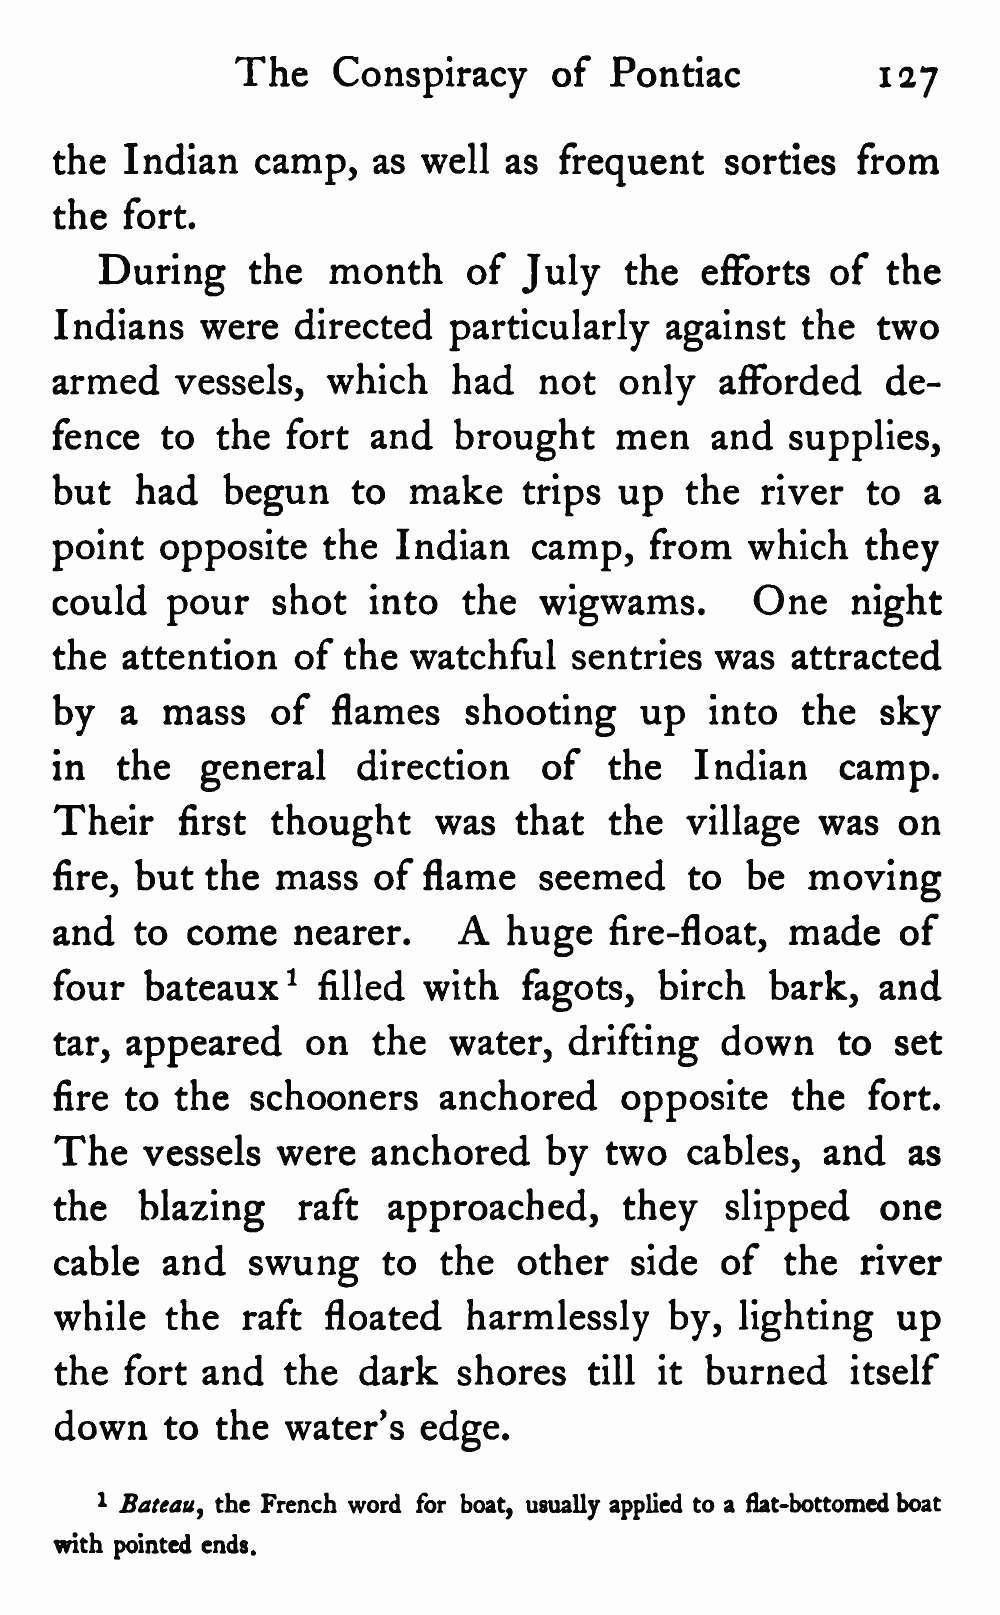 The Conspiracy of Pontiac 127
the Indian camp, as well as frequent sorties from
the fort.
During the month of July the efforts of the
Indians were directed particularly against the two
armed vessels, which had not only afforded de-
fence to the fort and brought men and supplies,
but had begun to make trips up the river to a
point opposite the Indian camp, from which they
could pour shot into the wigwams. One night
the attention of the watchful sentries was attracted
by a mass of flames shooting up into the sky
in the general direction of the Indian camp.
Their first thought was that the village was on
fire, but the mass of flame seemed to be moving
and to come nearer. A huge fire-float, made of
four bateaux¹ filled with fagots, birch bark, and
tar, appeared on the water, drifting down to set
fire to the schooners anchored opposite the fort.
The vessels were anchored by two cables, and as
the blazing raft approached, they slipped one
cable and swung to the other side of the river
while the raft floated harmlessly by, lighting up
the fort and the dark shores till it burned itself
down to the water's edge.
¹ Bateau, the French word for boat, usually applied to a flat-bottomed boat
with pointed ends.